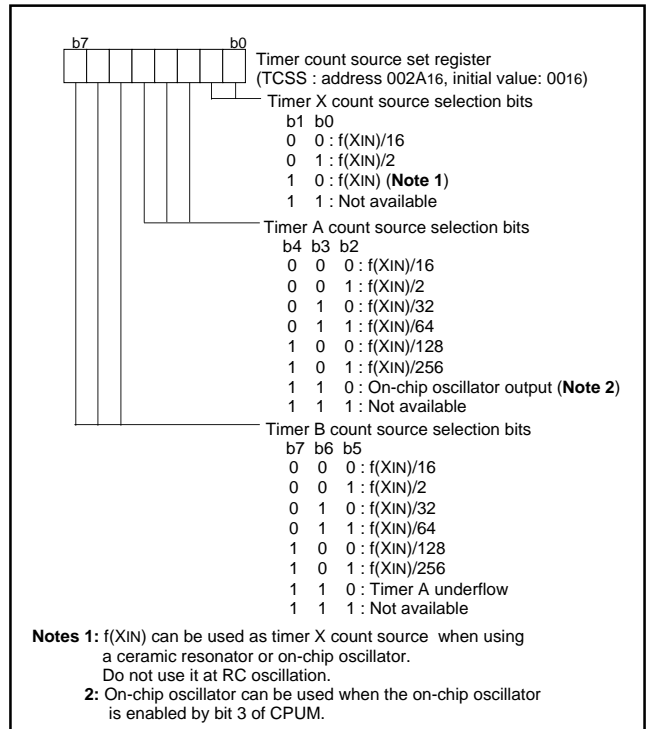 b7 b0
Timer count source set register
(TCSS : address 002A16, initial value: 0016)
Timer X count source selection bits
b1 b0
0 0 : f(XIN)/16
0 1 : f(XIN)/2
1 0 : f(XIN) (Note 1)
1 1 : Not available
Timer A count source selection bits
b4 b3 b2
0 0 0 : f(XIN)/16
0 0 1 : f(XIN)/2
0 1 0 : f(XIN)/32
0 1 1 : f(XIN)/64
1 0 0 : f(XIN)/128
1 0 1 : f(XIN)/256
1 1 0 : On-chip oscillator output (Note 2)
1 1 1 : Not available
Timer B count source selection bits
b7 b6 b5
0 0 0 : f(XIN)/16
0 0 1 : f(XIN)/2
0 1 0 : f(XIN)/32
0 1 1 : f(XIN)/64
1 0 0 : f(XIN)/128
1 0 1 : f(XIN)/256
1 1 0 : Timer A underflow
1 1 1 : Not available
Notes 1: f(XIN) can be used as timer X count source when using
a ceramic resonator or on-chip oscillator.
Do not use it at RC oscillation.
2: On-chip oscillator can be used when the on-chip oscillator
is enabled by bit 3 of CPUM.